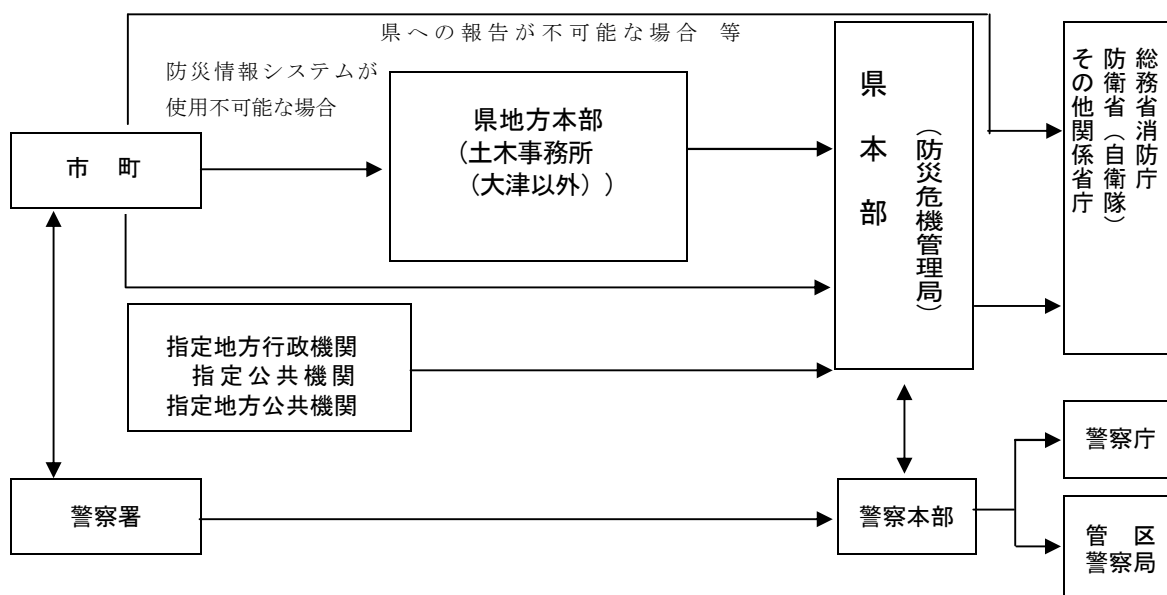 県への報告が不可能な場合 等
防災情報システムが
使用不可能な場合
市 町
県地方本部
（土木事務所
（大津以外））
県本部
（防災危機管理局）
総務省消防庁
防衛省（自衛隊）
その他関係省庁
指定地方行政機関
指定公共機関
指定地方公共機関
警察署
警察本部
警察庁
管 区
警察局